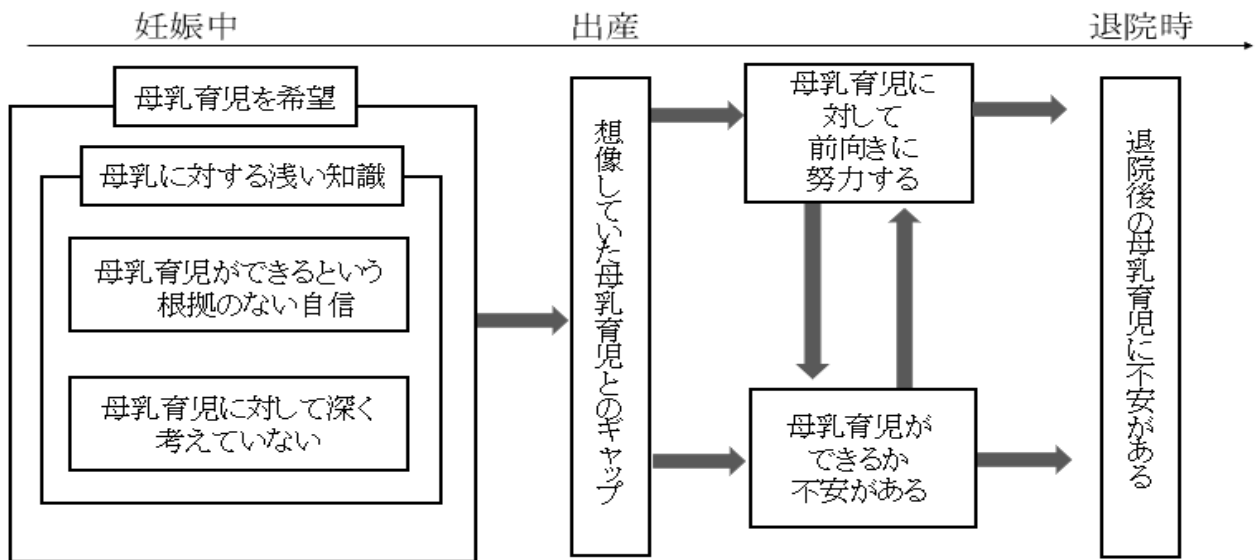 妊娠中
出産
退院時
母乳育児を希望
母乳に対する浅い知識
母乳育児ができるという
根拠のない自信
母乳育児に対して深く
考えていない
想像していた母乳育児とのギャップ
母乳育児に
対して
前向きに
努力する
母乳育児が
できるか
不安がある
退院後の母乳育児に不安がある